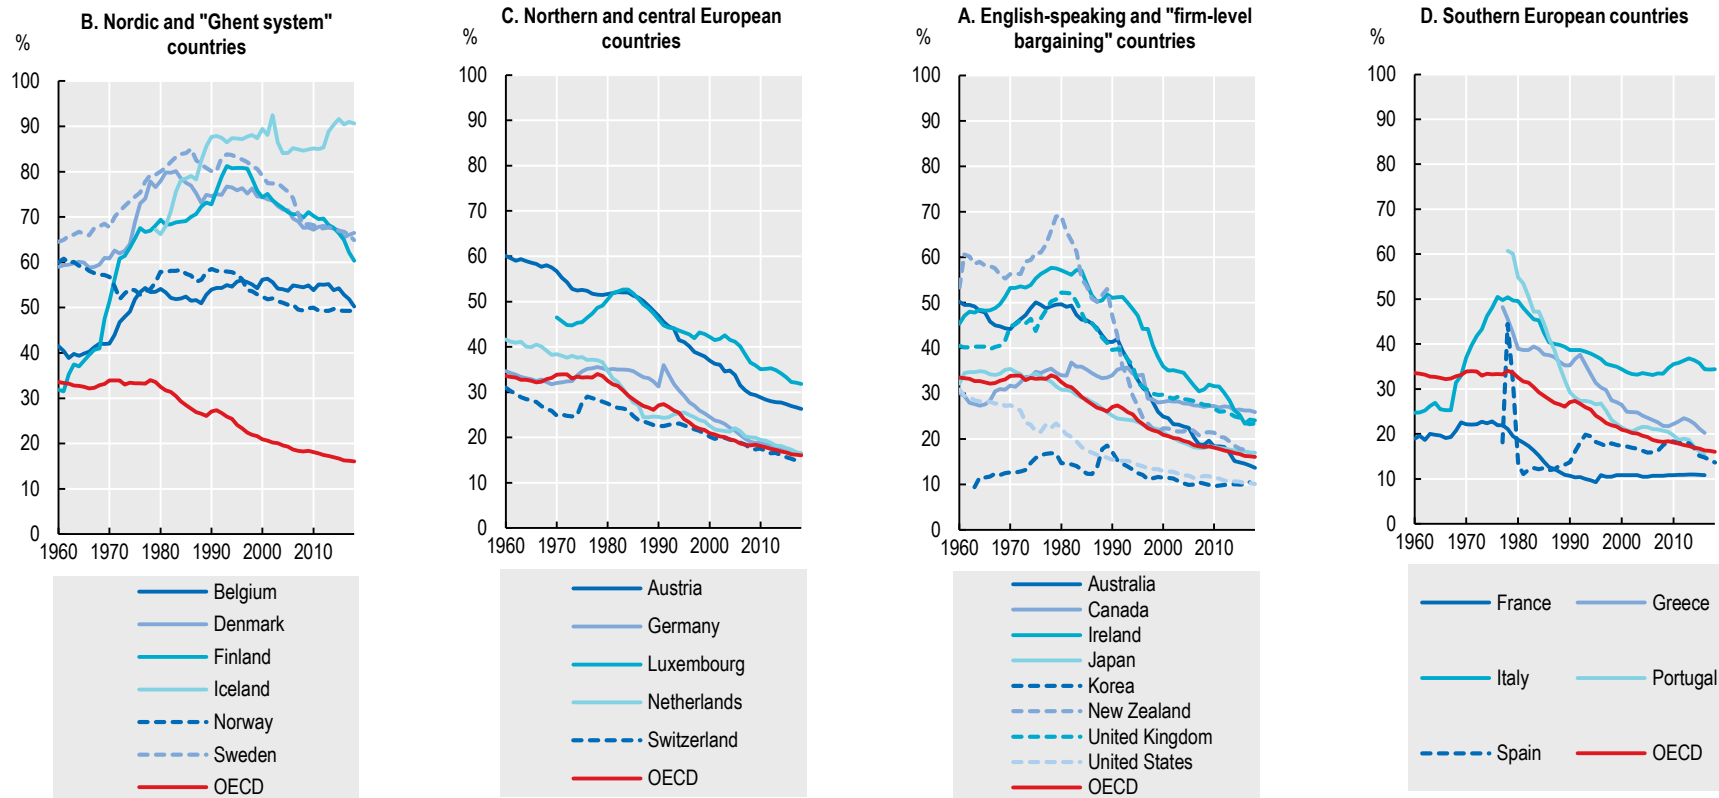 B. Nordic and "Ghent system"
countries
%
100
90
80
70
60
50
40
30
20
10
0
1960 1970 1980 1990 2000 2010
Belgium
Denmark
Finland
Iceland
Norway
Sweden
OECD
C. Northern and central European
countries
%
100
90
80
70
60
50
40
30
20
10
0
1960 1970 1980 1990 2000 2010
Austria
Germany
Luxembourg
Netherlands
Switzerland
OECD
A. English-speaking and "firm-level
bargaining" countries
%
100
90
80
70
60
50
40
30
20
10
0
1960 1970 1980 1990 2000 2010
Australia
Canada
Ireland
Japan
Korea
New Zealand
United Kingdom
United States
OECD
D. Southern European countries
%
100
90
80
70
60
50
40
30
20
10
0
1960 1970 1980 1990 2000 2010
France Greece
Italy Portugal
Spain OECD